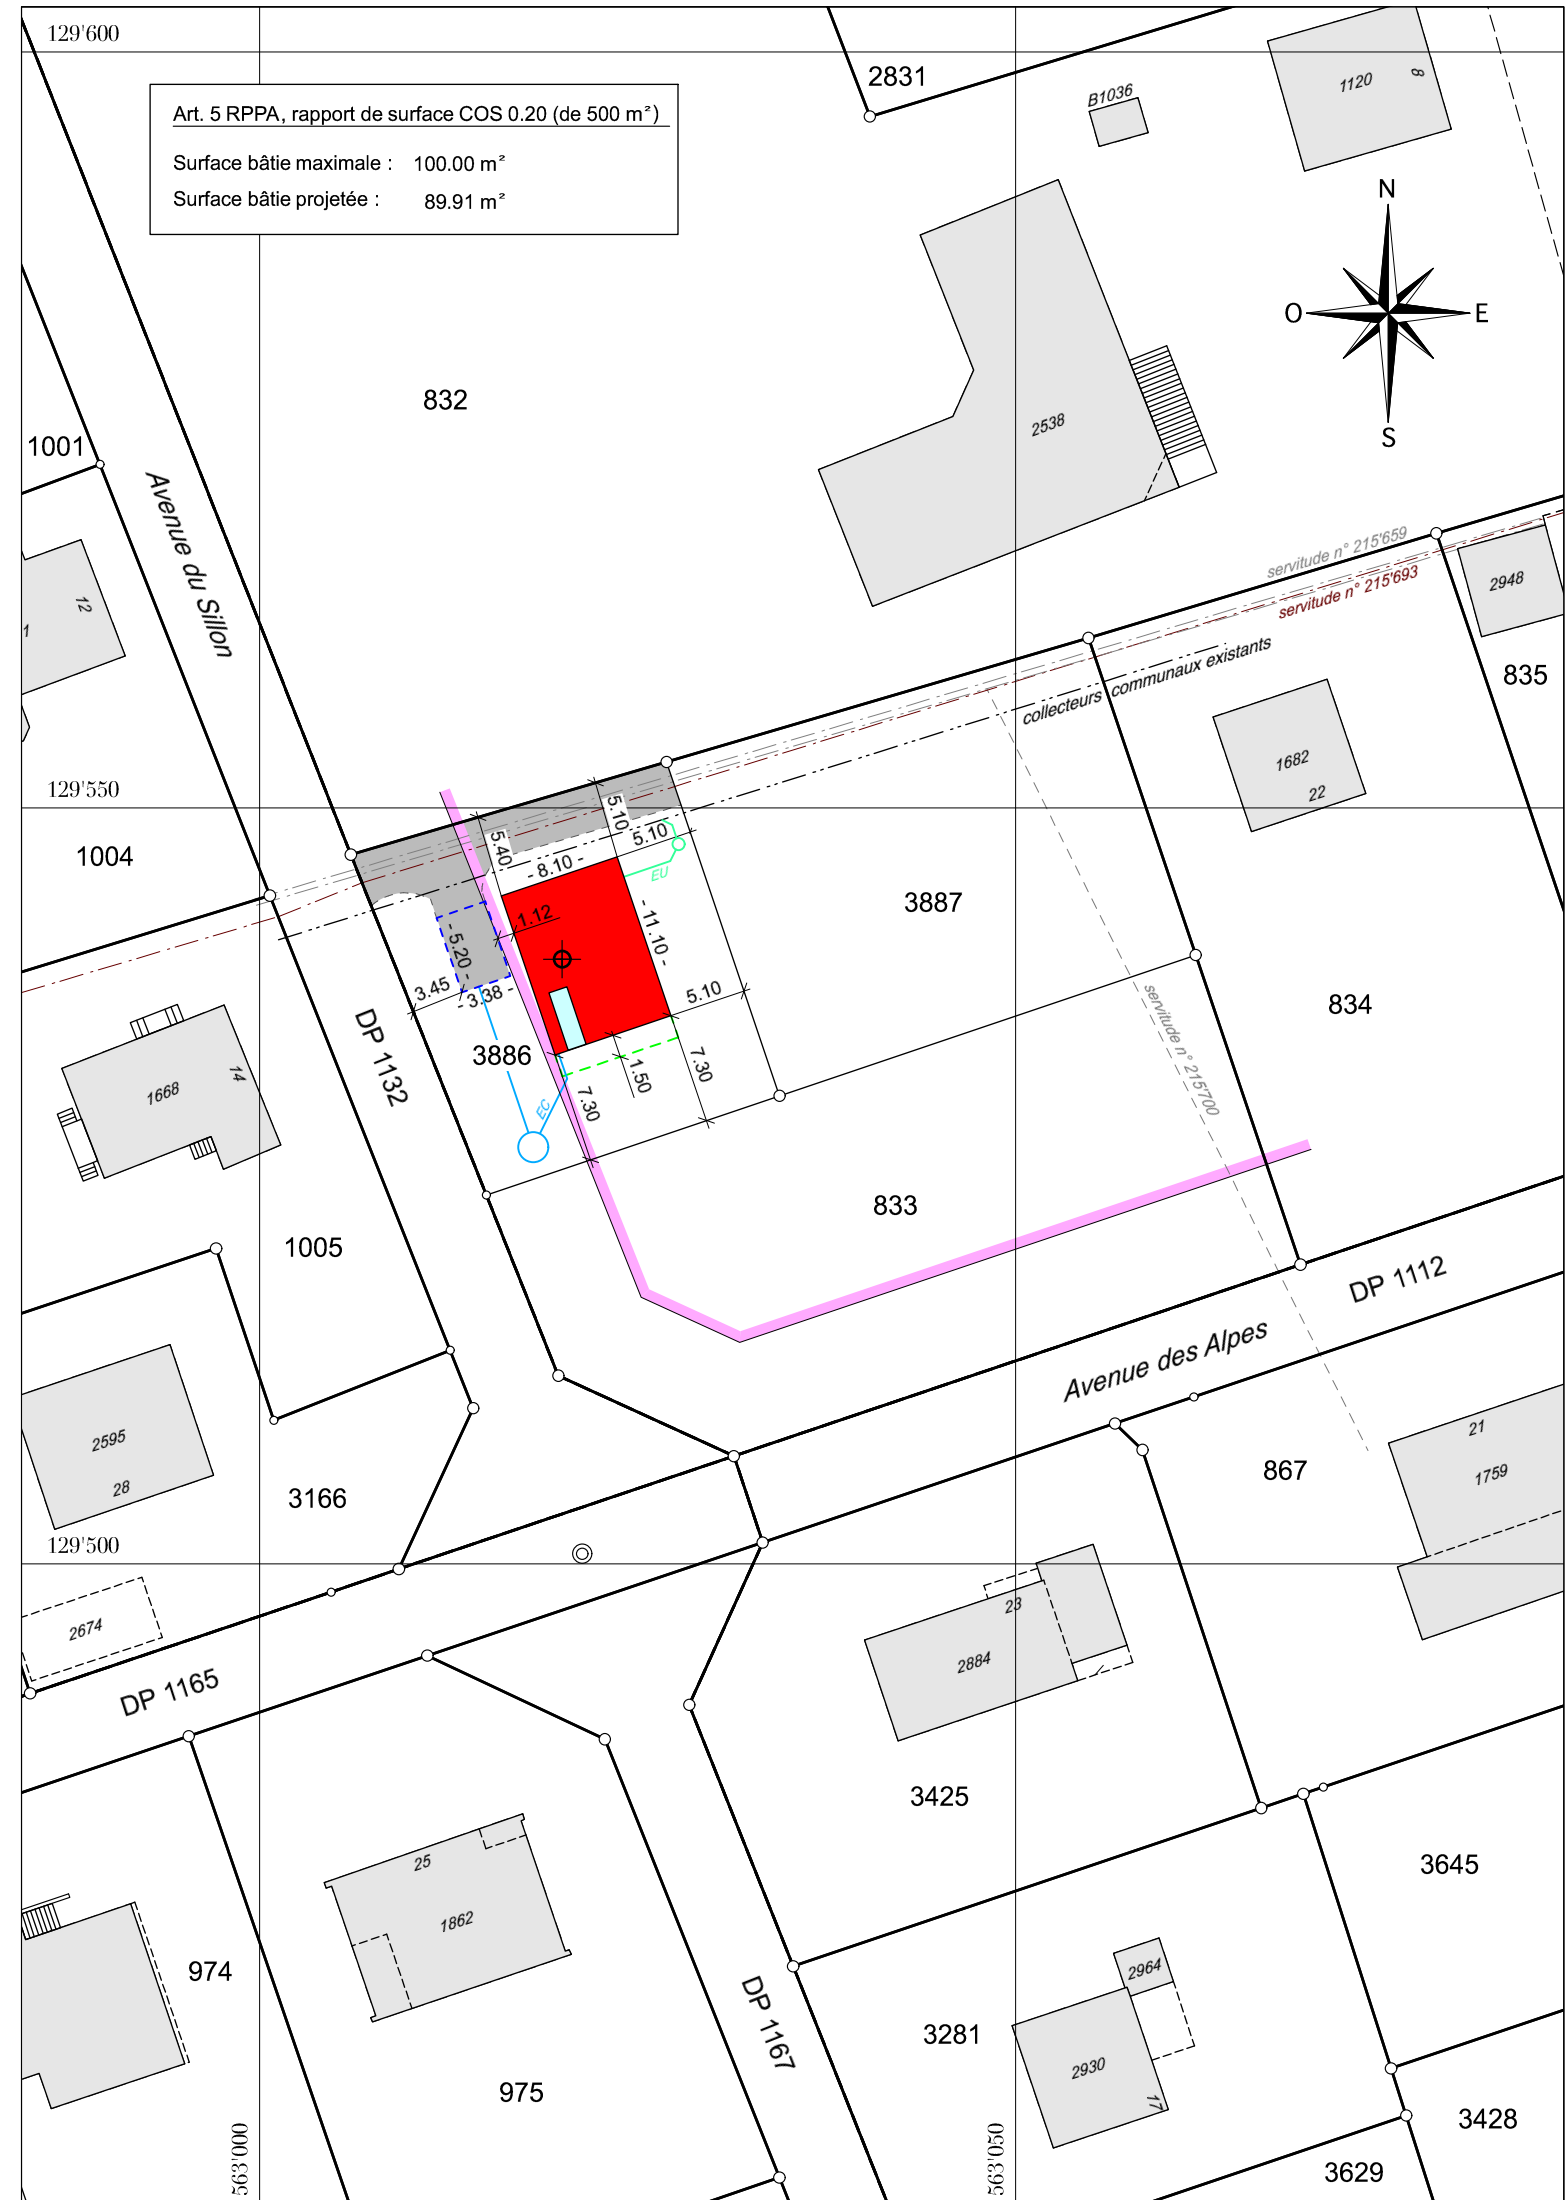 129'600
Art. 5 RPPA, rapport de surface COS 0.20 (de 500 m²)
Surface bâtie maximale : 100.00 m²
Surface bâtie projetée : 89.91 m²
2831
B1036
1120
8
N
O
E
S
832
2538
1001
Avenue du Sillon
12
1
servitude n° 215'659
servitude n° 215'693
collecteurs communaux existants
2948
835
1682
22
129'550
1004
5.40
5.10
5.10
- 8.10 -
EU
1.12
- 11.10 -
- 5.20 -
3.45
- 3.38 -
5.10
3887
834
servitude n° 215'700
DP 1132
3886
1668
14
EC
7.30
1.50
7.30
833
1005
DP 1112
Avenue des Alpes
2595
28
3166
867
21
1759
129'500
2674
DP 1165
23
2884
3425
25
1862
3645
974
DP 1167
2964
3281
2930
17
975
3428
3629
563'000
563'050